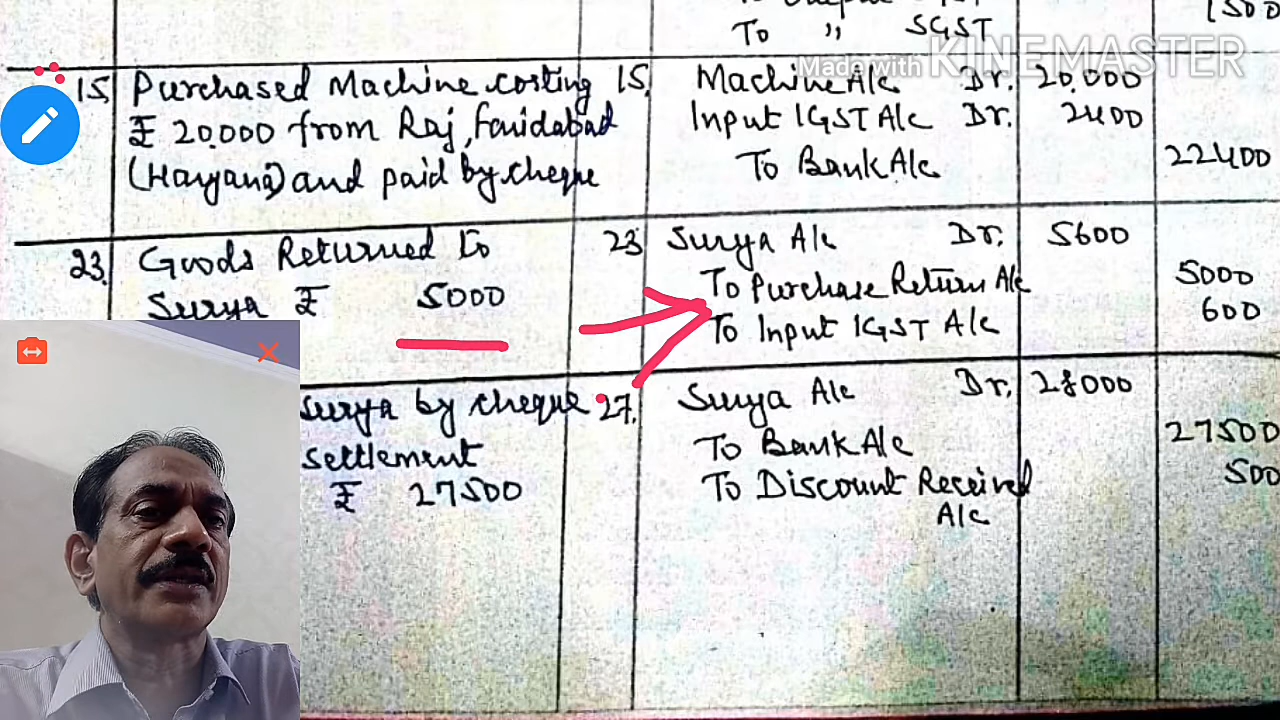 1500
To " SGST
Made with KINEMASTER
15. Purchased Machine costing 15. Machine A/c Dr. 20,000
₹ 20,000 from Raj, Faridabad Input IGST A/c Dr. 2400
(Haryana) and paid by cheque To Bank A/c 22400
23. Goods Returned to 23. Surya A/c Dr. 5600
Surya ₹ 5000 To Purchase Return A/c 5000
To Input IGST A/c 600
Surya by cheque 27. Surya A/c Dr. 28000
settlement To Bank A/c 27500
₹ 27500 To Discount Received 500
A/c